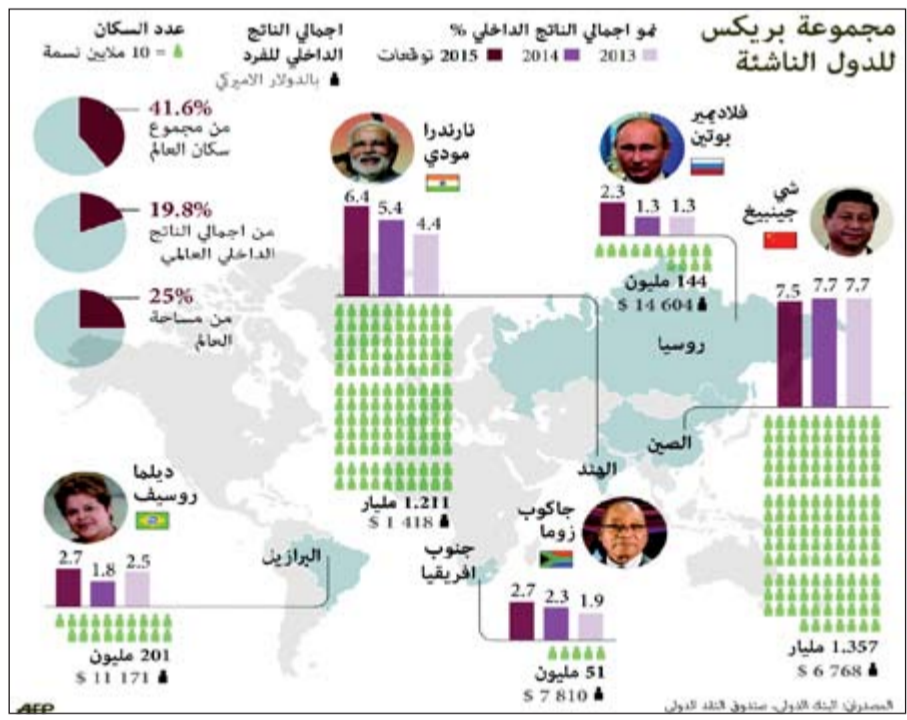 مجموعة بريكس
للدول الناشئة
نمو اجمالي الناتج الداخلي %
2013 2014 2015 توقعات
اجمالي الناتج
الداخلي للفرد
بالدولار الاميركي
عدد السكان
= 10 ملايين نسمة
41.6%
من مجموع
سكان العالم
19.8%
من اجمالي الناتج
الداخلي العالمي
25%
من مساحة
العالم
فلاديمير
بوتين
2.3 1.3 1.3
144 مليون
$ 14 604
روسيا
شي
جينبيغ
7.5 7.7 7.7
الصين
1.357 مليار
$ 6 768
نارندرا
مودي
6.4 5.4 4.4
الهند
1.211 مليار
$ 1 418
ديلما
روسيف
2.7 1.8 2.5
البرازيل
201 مليون
$ 11 171
جاكوب
زوما
جنوب
افريقيا
2.7 2.3 1.9
51 مليون
$ 7 810
المصدران: البنك الدولي، صندوق النقد الدولي
AFP